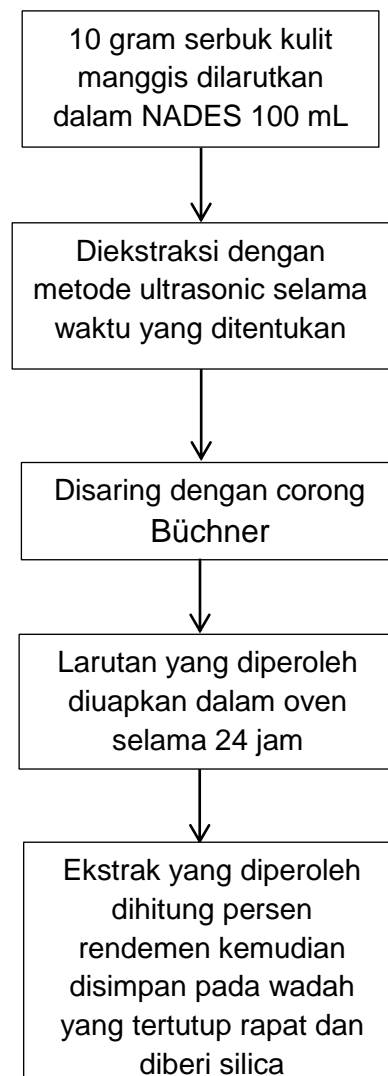 10 gram serbuk kulit
manggis dilarutkan
dalam NADES 100 mL
Diekstraksi dengan
metode ultrasonic selama
waktu yang ditentukan
Disaring dengan corong
Büchner
Larutan yang diperoleh
diuapkan dalam oven
selama 24 jam
Ekstrak yang diperoleh
dihitung persen
rendemen kemudian
disimpan pada wadah
yang tertutup rapat dan
diberi silica